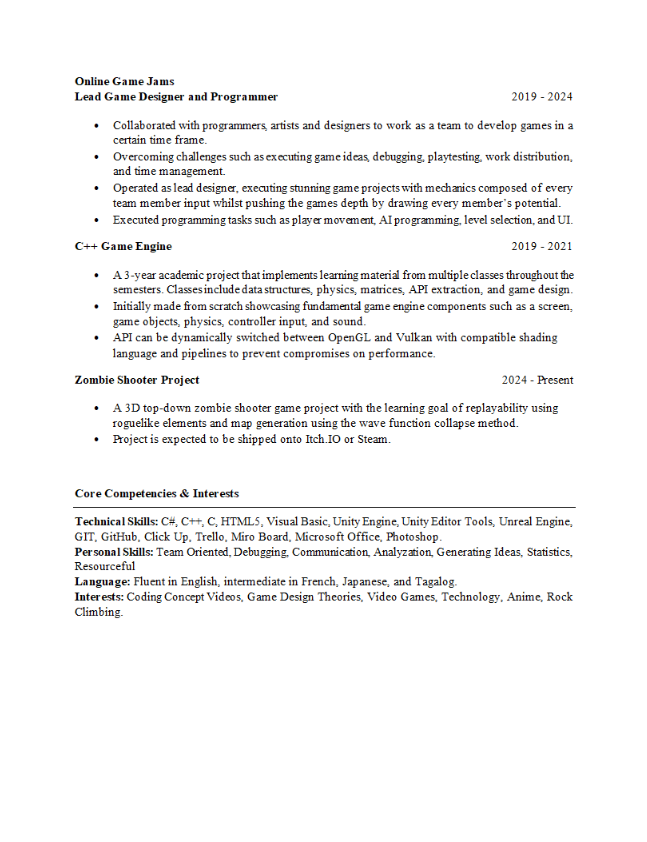 Online Game Jams
Lead Game Designer and Programmer 2019 - 2024
• Collaborated with programmers, artists and designers to work as a team to develop games in a
certain time frame.
• Overcoming challenges such as executing game ideas, debugging, playtesting, work distribution,
and time management.
• Operated as lead designer, executing stunning game projects with mechanics composed of every
team member input whilst pushing the games depth by drawing every member's potential.
• Executed programming tasks such as player movement, AI programming, level selection, and UI.
C++ Game Engine 2019 - 2021
• A 3-year academic project that implements learning material from multiple classes throughout the
semesters. Classes include data structures, physics, matrices, API extraction, and game design.
• Initially made from scratch showcasing fundamental game engine components such as a screen,
game objects, physics, controller input, and sound.
• API can be dynamically switched between OpenGL and Vulkan with compatible shading
language and pipelines to prevent compromises on performance.
Zombie Shooter Project 2024 - Present
• A 3D top-down zombie shooter game project with the learning goal of replayability using
roguelike elements and map generation using the wave function collapse method.
• Project is expected to be shipped onto Itch.IO or Steam.
Core Competencies & Interests
Technical Skills: C#, C++, C, HTML5, Visual Basic, Unity Engine, Unity Editor Tools, Unreal Engine,
GIT, GitHub, Click Up, Trello, Miro Board, Microsoft Office, Photoshop.
Personal Skills: Team Oriented, Debugging, Communication, Analyzation, Generating Ideas, Statistics,
Resourceful
Language: Fluent in English, intermediate in French, Japanese, and Tagalog.
Interests: Coding Concept Videos, Game Design Theories, Video Games, Technology, Anime, Rock
Climbing.